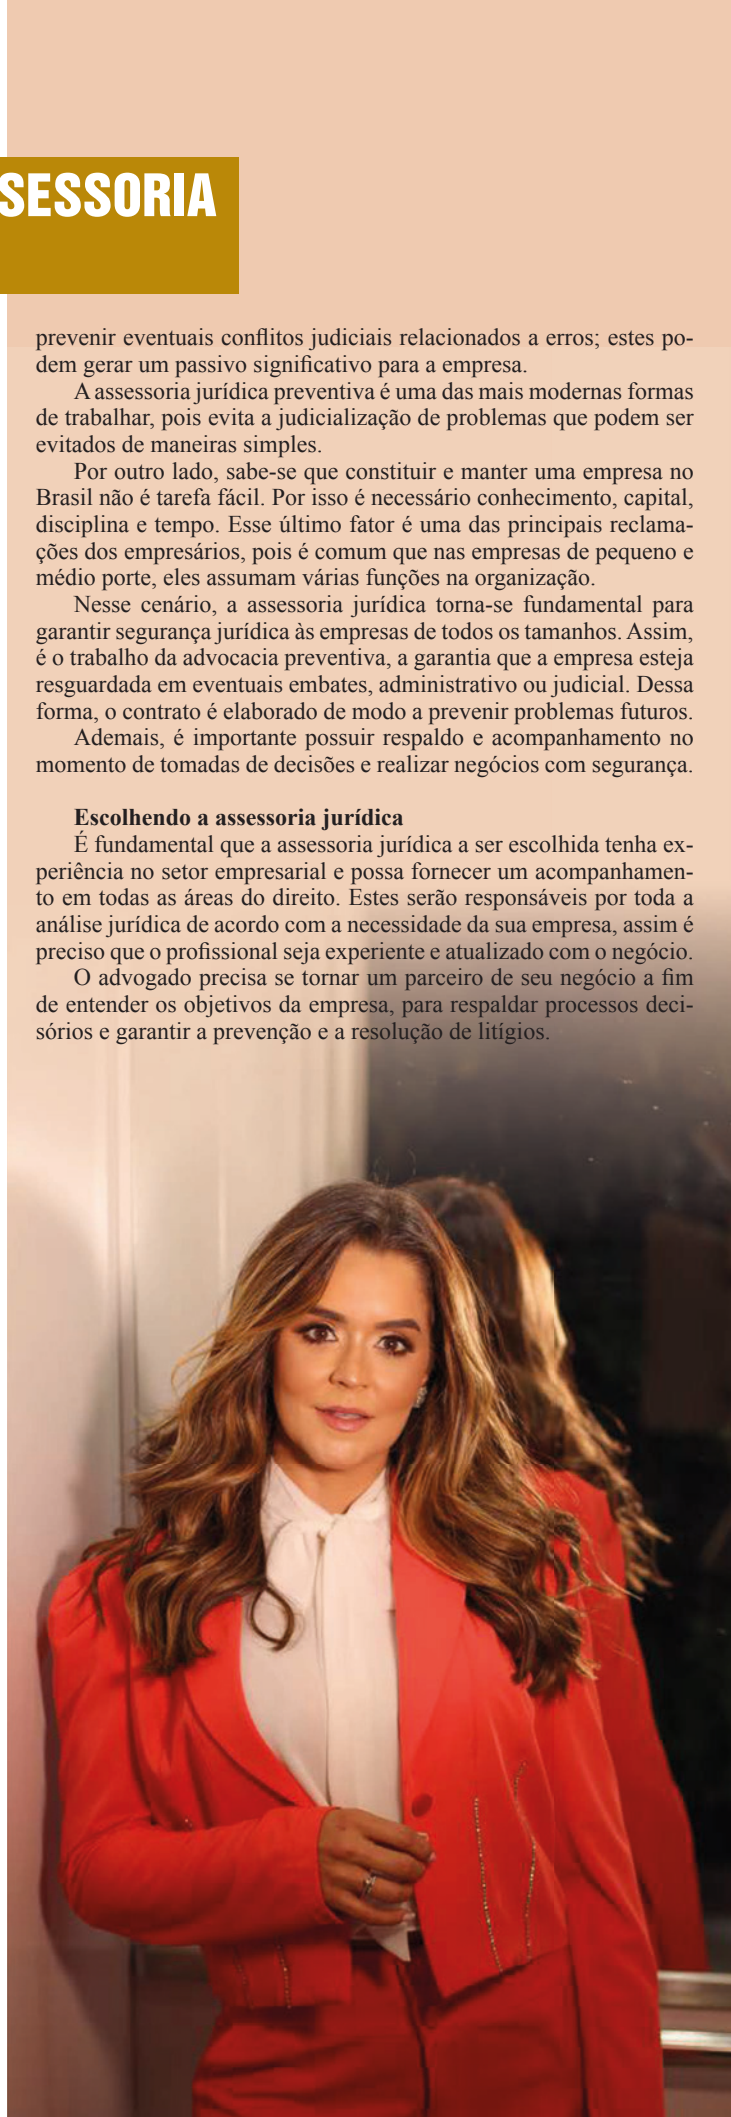 SESSORIA
prevenir eventuais conflitos judiciais relacionados a erros; estes po-
dem gerar um passivo significativo para a empresa.
A assessoria jurídica preventiva é uma das mais modernas formas
de trabalhar, pois evita a judicialização de problemas que podem ser
evitados de maneiras simples.
Por outro lado, sabe-se que constituir e manter uma empresa no
Brasil não é tarefa fácil. Por isso é necessário conhecimento, capital,
disciplina e tempo. Esse último fator é uma das principais reclama-
ções dos empresários, pois é comum que nas empresas de pequeno e
médio porte, eles assumam várias funções na organização.
Nesse cenário, a assessoria jurídica torna-se fundamental para
garantir segurança jurídica às empresas de todos os tamanhos. Assim,
é o trabalho da advocacia preventiva, a garantia que a empresa esteja
resguardada em eventuais embates, administrativo ou judicial. Dessa
forma, o contrato é elaborado de modo a prevenir problemas futuros.
Ademais, é importante possuir respaldo e acompanhamento no
momento de tomadas de decisões e realizar negócios com segurança.
Escolhendo a assessoria jurídica
É fundamental que a assessoria jurídica a ser escolhida tenha ex-
periência no setor empresarial e possa fornecer um acompanhamen-
to em todas as áreas do direito. Estes serão responsáveis por toda a
análise jurídica de acordo com a necessidade da sua empresa, assim é
preciso que o profissional seja experiente e atualizado com o negócio.
O advogado precisa se tornar um parceiro de seu negócio a fim
de entender os objetivos da empresa, para respaldar processos deci-
sórios e garantir a prevenção e a resolução de litígios.